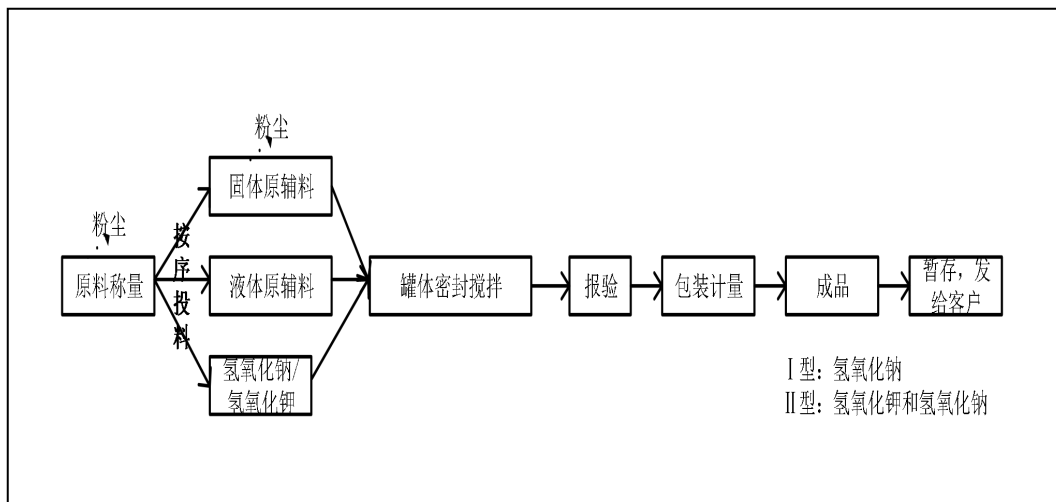 粉尘
固体原辅料
粉尘
按序投料
原料称量
液体原辅料
罐体密封搅拌
报验
包装计量
成品
暂存，发
给客户
氢氧化钠/
氢氧化钾
Ⅰ型：氢氧化钠
Ⅱ型：氢氧化钾和氢氧化钠